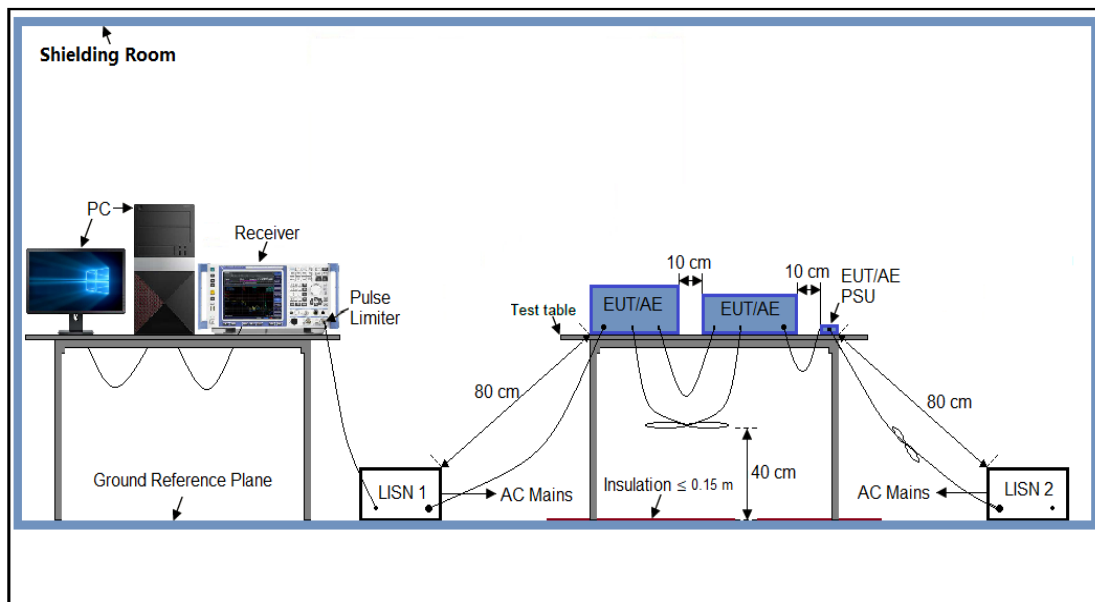 Shielding Room
PC
Receiver
Pulse
Limiter
10 cm
10 cm
EUT/AE
PSU
EUT/AE
EUT/AE
Test table
80 cm
80 cm
40 cm
Ground Reference Plane
LISN 1
AC Mains
Insulation ≤ 0.15 m
AC Mains
LISN 2